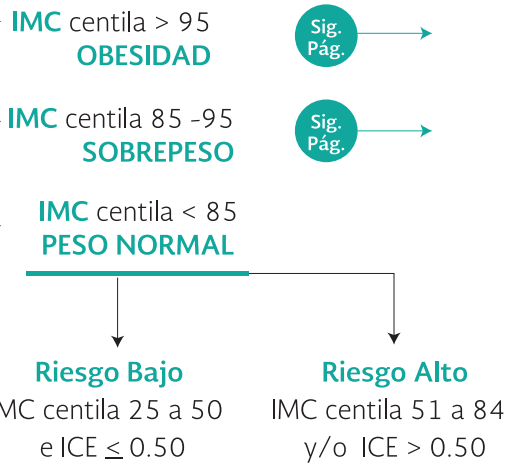 IMC centila > 95
OBESIDAD
Sig.
Pág.
IMC centila 85 -95
SOBREPESO
Sig.
Pág.
IMC centila < 85
PESO NORMAL
Riesgo Bajo
MC centila 25 a 50
e ICE ≤ 0.50
Riesgo Alto
IMC centila 51 a 84
y/o ICE > 0.50